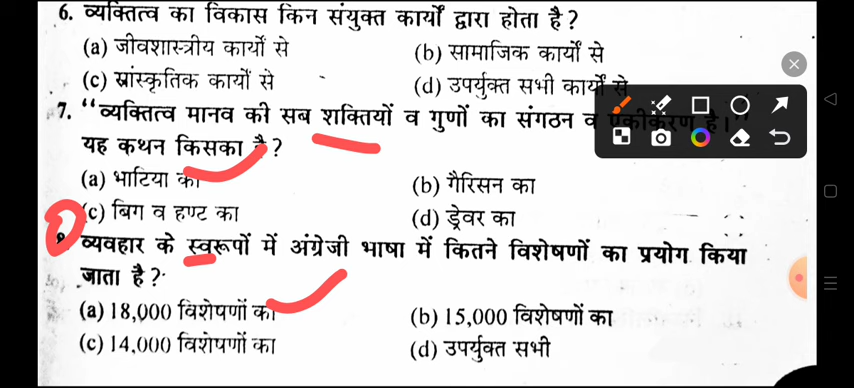 6. व्यक्तित्व का विकास किन संयुक्त कार्यों द्वारा होता है?
(a) जीवशास्त्रीय कार्यों से (b) सामाजिक कार्यों से
(c) सांस्कृतिक कार्यों से (d) उपर्युक्त सभी कार्यों से
7. "व्यक्तित्व मानव की सब शक्तियों व गुणों का संगठन व एकीकरण है।"
यह कथन किसका है?
(a) भाटिया का (b) गैरिसन का
(c) बिग व हण्ट का (d) ड्रेवर का
व्यवहार के स्वरूपों में अंग्रेजी भाषा में कितने विशेषणों का प्रयोग किया
जाता है?
(a) 18,000 विशेषणों का (b) 15,000 विशेषणों का
(c) 14,000 विशेषणों का (d) उपर्युक्त सभी